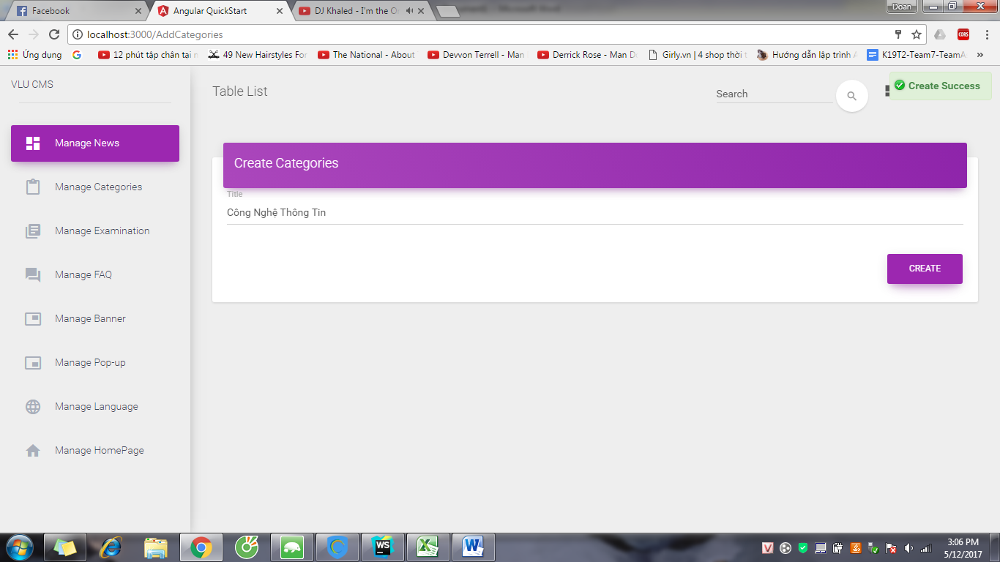 Facebook
Angular QuickStart
DJ Khaled - I'm the O
Doan
localhost:3000/AddCategories
CORS
Ứng dụng
12 phút tập chân tại n
49 New Hairstyles For
The National - About
Devvon Terrell - Man
Derrick Rose - Man D
Girly.vn | 4 shop thời t
Hướng dẫn lập trình A
K19T2-Team7-TeamA
VLU CMS
Table List
Search
Create Success
Manage News
Create Categories
Title
Công Nghệ Thông Tin
CREATE
Manage Categories
Manage Examination
Manage FAQ
Manage Banner
Manage Pop-up
Manage Language
Manage HomePage
WS
3:06 PM
5/12/2017